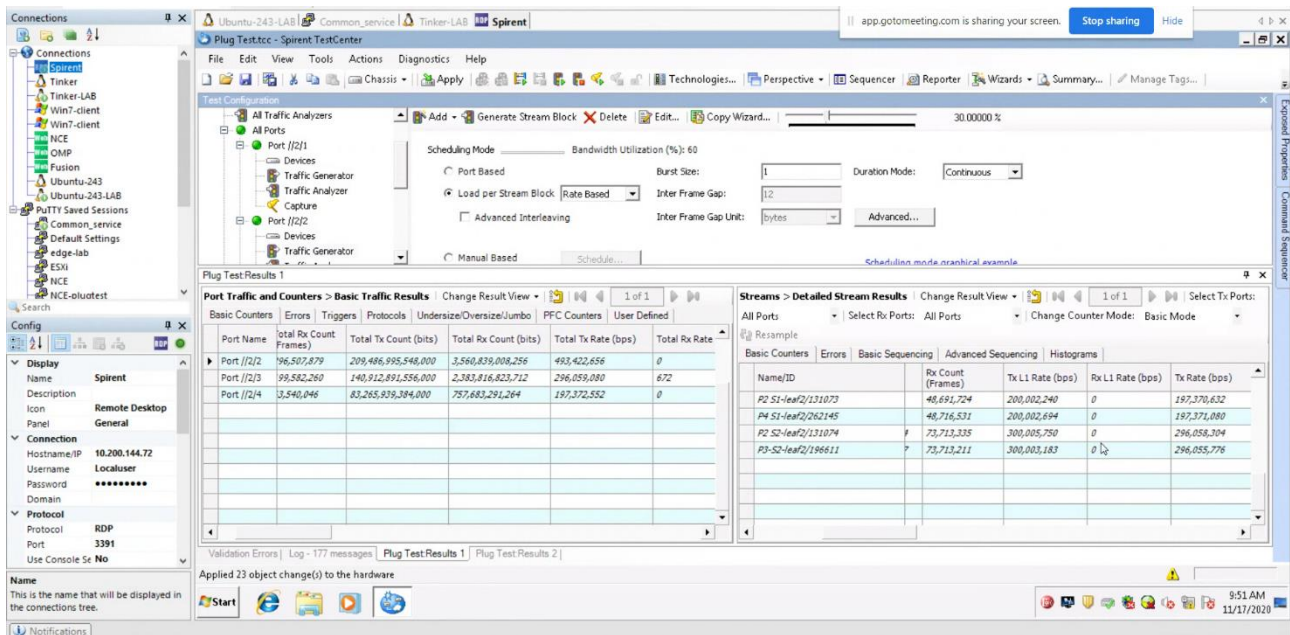 Connections
Connections
Spirent
Tinker
Tinker-LAB
Win7-client
Win7-client
NCE
OMP
Fusion
Ubuntu-243
Ubuntu-243-LAB
PuTTY Saved Sessions
Common_service
Default Settings
edge-lab
ESXi
NCE
NCE-plugtest
Search
Config
RDP
Display
Name Spirent
Description
Icon Remote Desktop
Panel General
Connection
Hostname/IP 10.200.144.72
Username Localuser
Password ●●●●●●●●●
Domain
Protocol
Protocol RDP
Port 3391
Use Console Se No
Name
This is the name that will be displayed in
the connections tree.
Notifications
Ubuntu-243-LAB Common_service Tinker-LAB RDP Spirent
app.gotomeeting.com is sharing your screen. Stop sharing Hide
Plug Test.tcc - Spirent TestCenter
File Edit View Tools Actions Diagnostics Help
Chassis Apply Technologies... Perspective Sequencer Reporter Wizards Summary... Manage Tags...
Test Configuration
All Traffic Analyzers
All Ports
Port //2/1
Devices
Traffic Generator
Traffic Analyzer
Capture
Port //2/2
Devices
Traffic Generator
Add Generate Stream Block Delete Edit... Copy Wizard... 30.00000 %
Scheduling Mode Bandwidth Utilization (%): 60
Port Based Burst Size: 1 Duration Mode: Continuous
Load per Stream Block Rate Based Inter Frame Gap: 12
Advanced Interleaving Inter Frame Gap Unit: bytes Advanced...
Manual Based Schedule... Scheduling mode graphical example
Exposed Properties
Command Sequencer
Plug Test:Results 1
Port Traffic and Counters > Basic Traffic Results Change Result View 1 of 1
Basic Counters Errors Triggers Protocols Undersize/Oversize/Jumbo PFC Counters User Defined
Port Name otal Rx Count Frames) Total Tx Count (bits) Total Rx Count (bits) Total Tx Rate (bps) Total Rx Rate
Port //2/2 96,507,879 209,486,995,548,000 3,560,839,008,256 493,422,656 0
Port //2/3 99,582,260 140,912,891,556,000 2,383,816,823,712 296,059,080 672
Port //2/4 3,540,046 83,265,939,384,000 757,683,291,264 197,372,552 0
Streams > Detailed Stream Results Change Result View 1 of 1 Select Tx Ports:
All Ports Select Rx Ports: All Ports Change Counter Mode: Basic Mode
Resample
Basic Counters Errors Basic Sequencing Advanced Sequencing Histograms
Name/ID Rx Count (Frames) Tx L1 Rate (bps) Rx L1 Rate (bps) Tx Rate (bps)
P2 S1-leaf2/131073 48,691,724 200,002,240 0 197,370,632
P4 S1-leaf2/262145 48,716,531 200,002,694 0 197,371,080
P2 S2-leaf2/131074 73,713,335 300,005,750 0 296,058,304
P3-S2-leaf2/196611 73,713,211 300,003,183 0 296,055,776
Validation Errors Log - 177 messages Plug Test:Results 1 Plug Test:Results 2
Applied 23 object change(s) to the hardware
Start
9:51 AM
11/17/2020